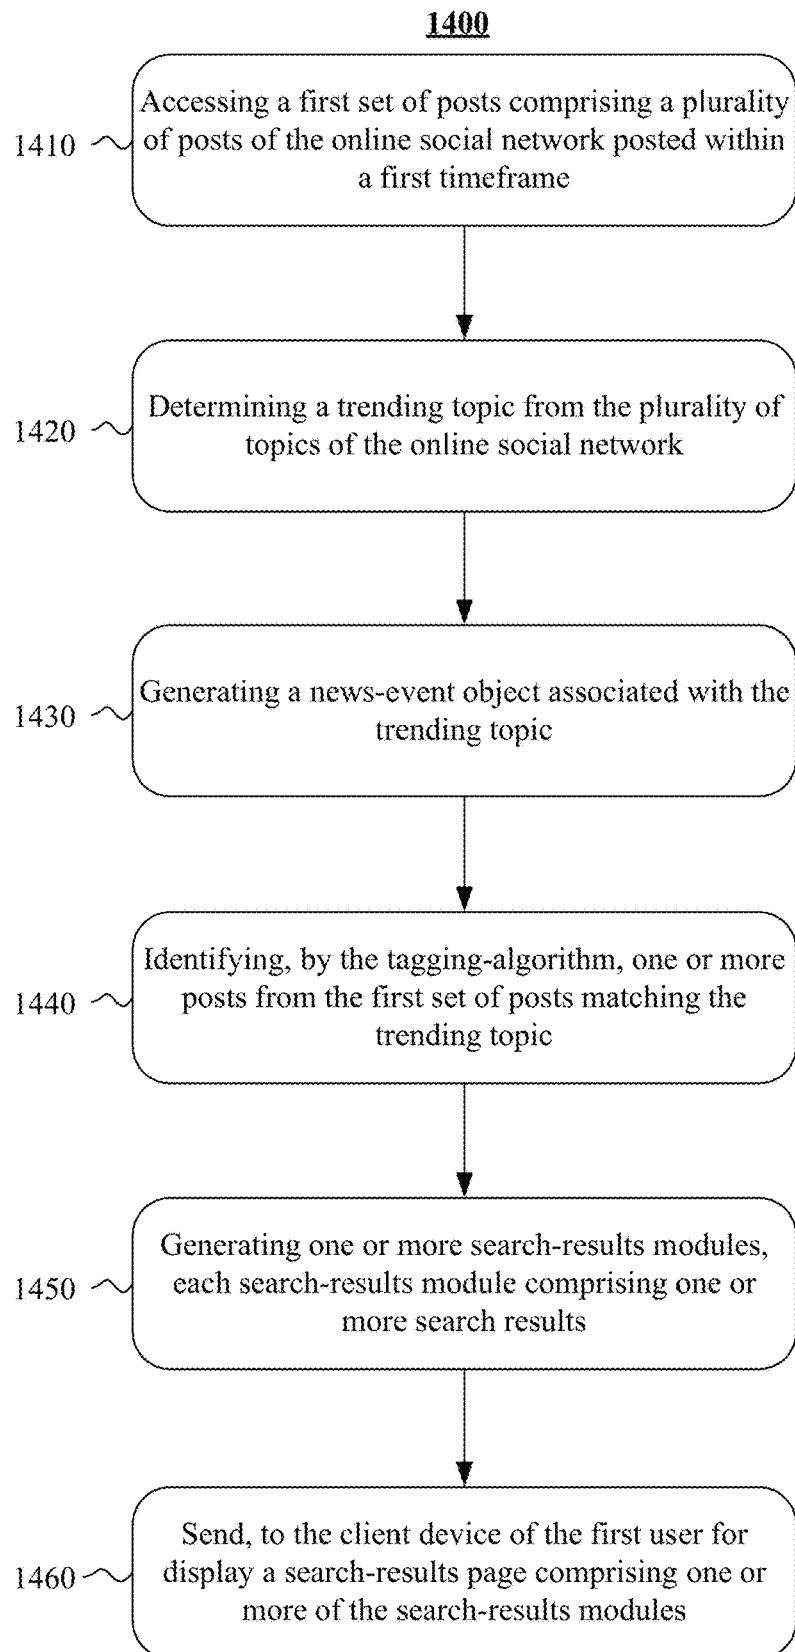 1400
1410
Accessing a first set of posts comprising a plurality
of posts of the online social network posted within
a first timeframe
1420
Determining a trending topic from the plurality of
topics of the online social network
1430
Generating a news-event object associated with the
trending topic
1440
Identifying, by the tagging-algorithm, one or more
posts from the first set of posts matching the
trending topic
1450
Generating one or more search-results modules,
each search-results module comprising one or
more search results
1460
Send, to the client device of the first user for
display a search-results page comprising one or
more of the search-results modules